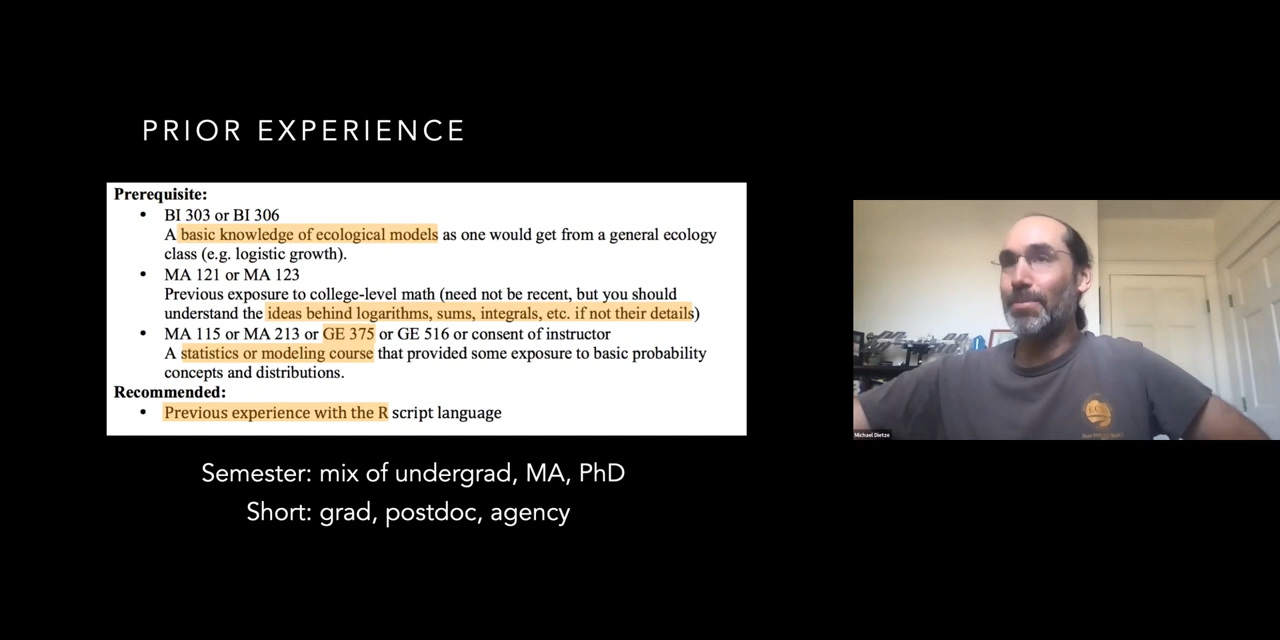 PRIOR EXPERIENCE
Prerequisite:
• BI 303 or BI 306
A basic knowledge of ecological models as one would get from a general ecology
class (e.g. logistic growth).
• MA 121 or MA 123
Previous exposure to college-level math (need not be recent, but you should
understand the ideas behind logarithms, sums, integrals, etc. if not their details)
• MA 115 or MA 213 or GE 375 or GE 516 or consent of instructor
A statistics or modeling course that provided some exposure to basic probability
concepts and distributions.
Recommended:
• Previous experience with the R script language
Semester: mix of undergrad, MA, PhD
Short: grad, postdoc, agency
Michael Dietze